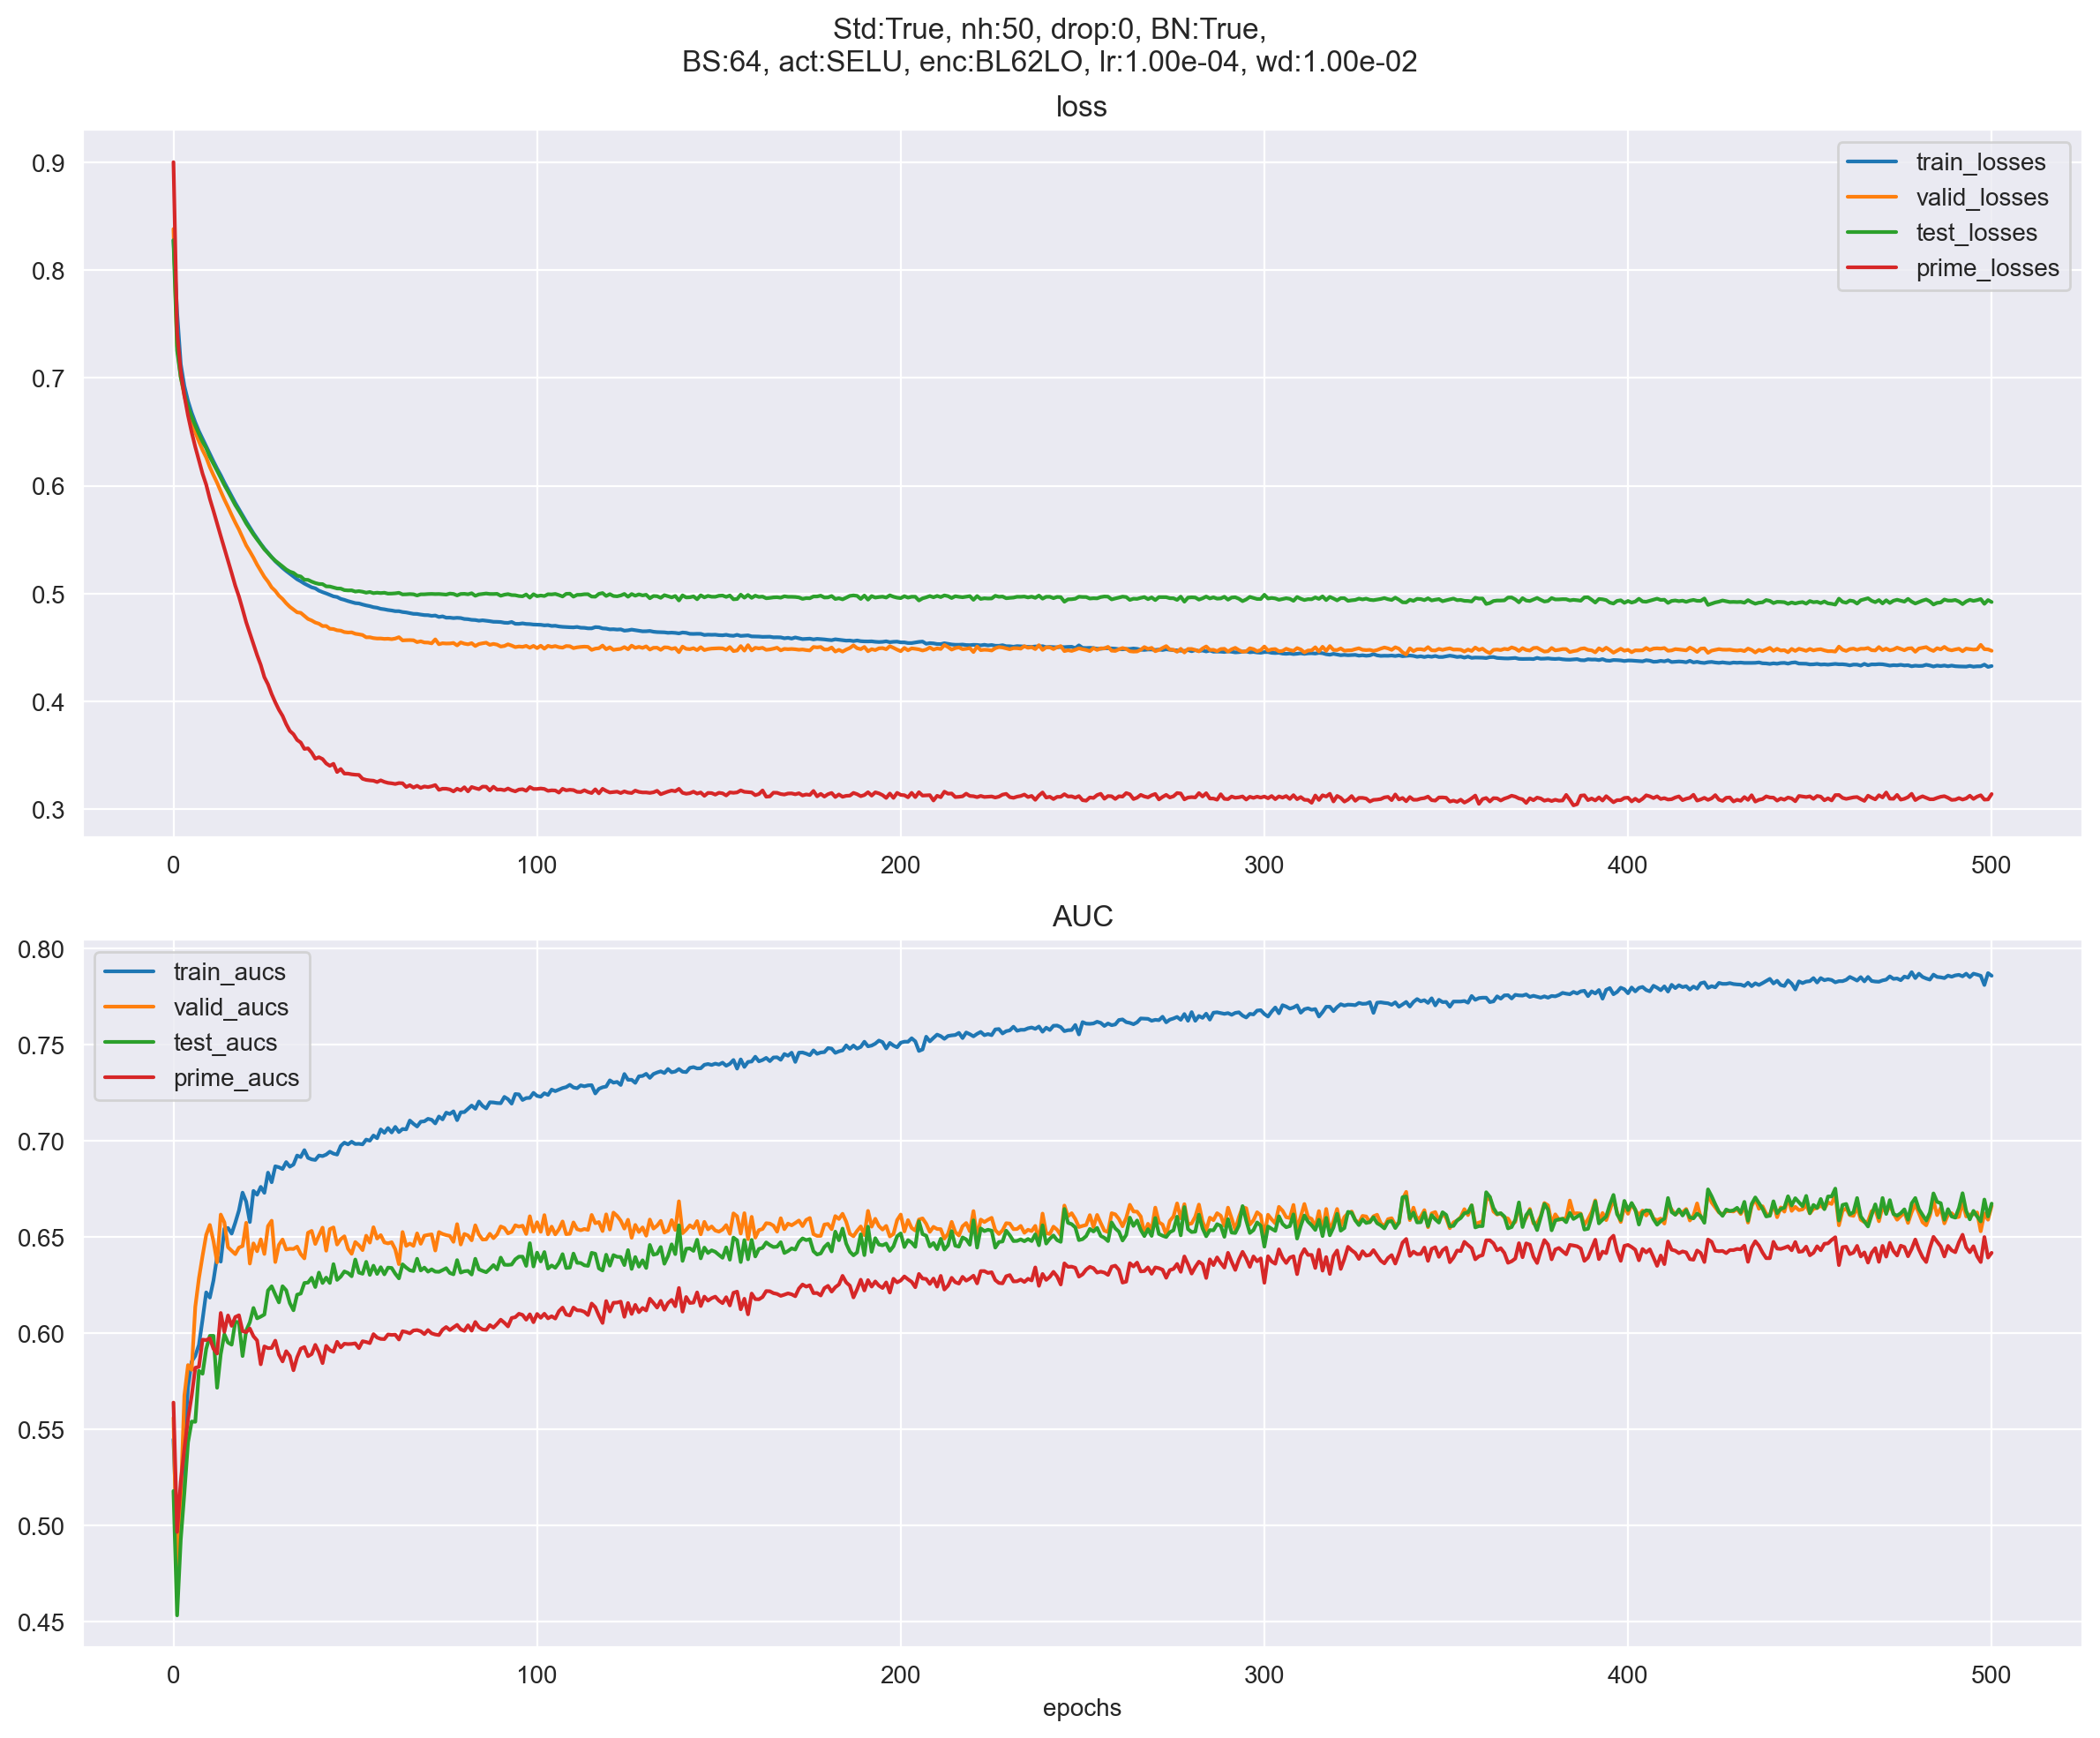 Std:True, nh:50, drop:0, BN:True,
BS:64, act:SELU, enc:BL62LO, lr:1.00e-04, wd:1.00e-02
loss
0.9
0.8
0.7
0.6
0.5
0.4
0.3
train_losses
valid_losses
test_losses
prime_losses
0 100 200 300 400 500
AUC
0.80
0.75
0.70
0.65
0.60
0.55
0.50
0.45
train_aucs
valid_aucs
test_aucs
prime_aucs
0 100 200 300 400 500
epochs